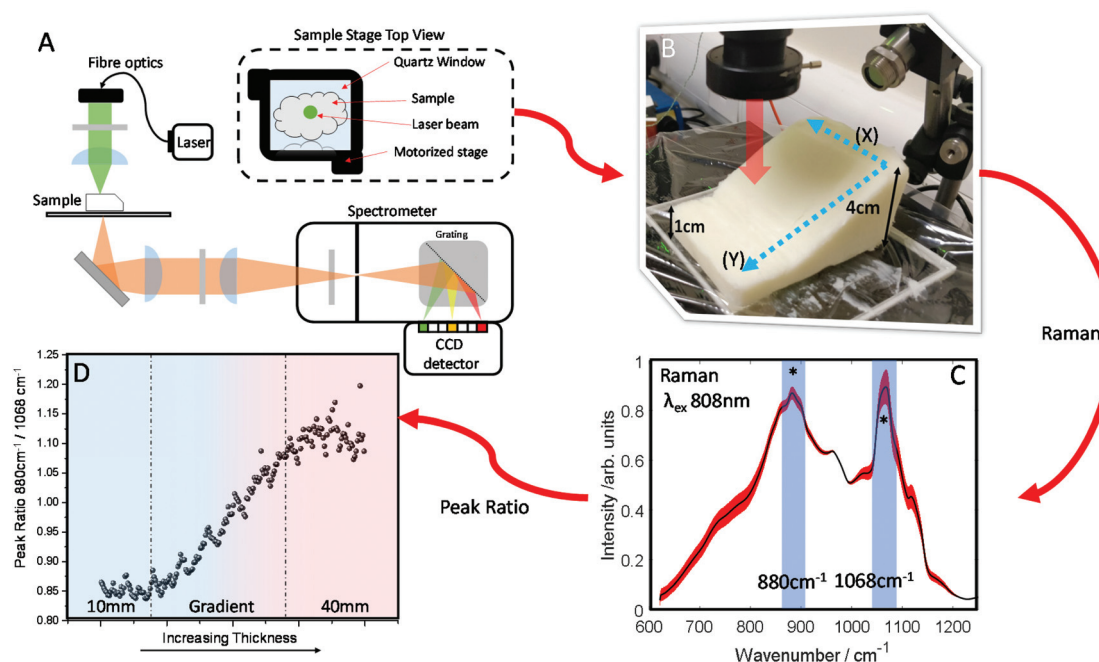 A
Fibre optics
Laser
Sample
Sample Stage Top View
Quartz Window
Sample
Laser beam
Motorized stage
Spectrometer
Grating
CCD
detector
B
(X)
(Y)
1cm
4cm
Raman
C
Raman
λex 808nm
*
*
880cm-1
1068cm-1
Intensity /arb. units
1
0.8
0.6
0.4
0.2
0
600
700
800
900
1000
1100
1200
Wavenumber / cm-1
Peak Ratio
D
Peak Ratio 880cm-1 / 1068 cm-1
1.25
1.20
1.15
1.10
1.05
1.00
0.95
0.90
0.85
0.80
10mm
Gradient
40mm
Increasing Thickness